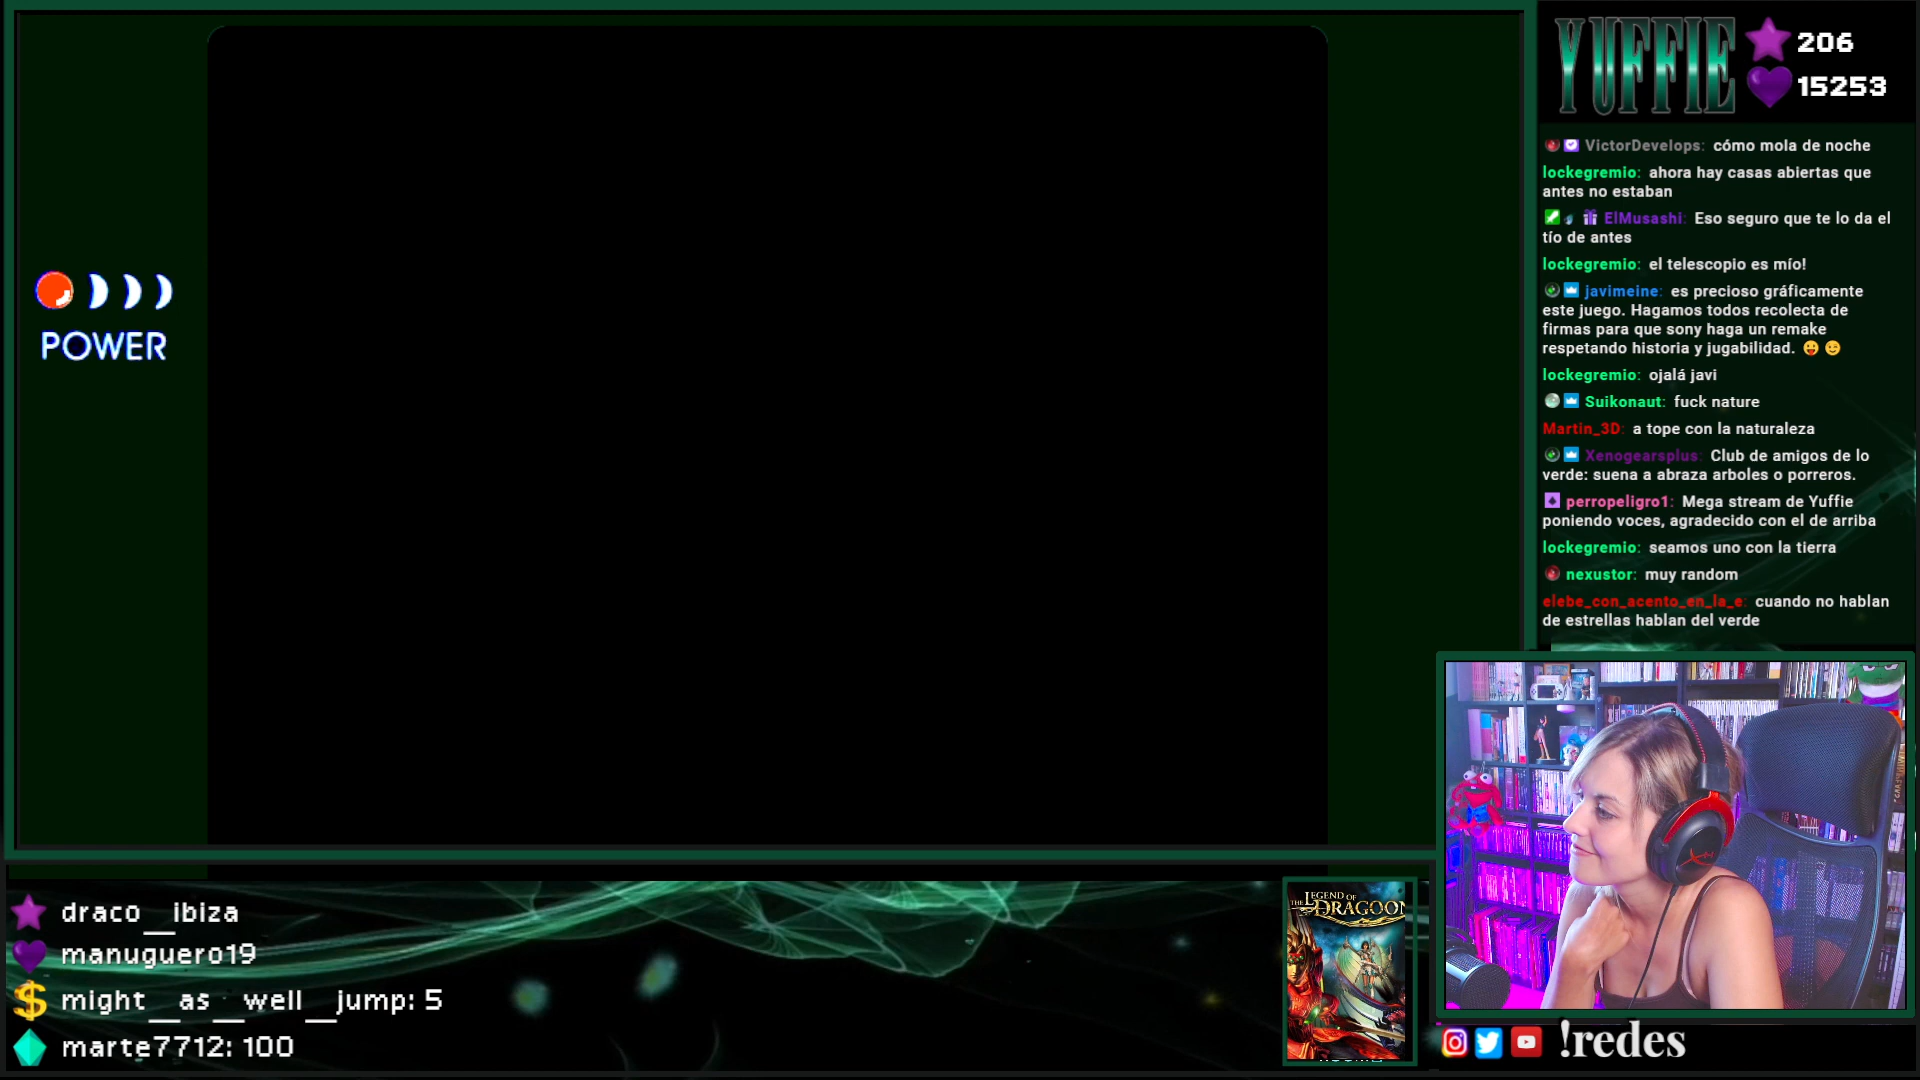 YUFFIE
206
15253
VictorDevelops: cómo mola de noche
lockegremio: ahora hay casas abiertas que
antes no estaban
ElMusashi: Eso seguro que te lo da el
tío de antes
lockegremio: el telescopio es mío!
javimeine: es precioso gráficamente
este juego. Hagamos todos recolecta de
firmas para que sony haga un remake
respetando historia y jugabilidad. 😛 😉
lockegremio: ojalá javi
Suikonaut: fuck nature
Martin_3D: a tope con la naturaleza
Xenogearsplus: Club de amigos de lo
verde: suena a abraza arboles o porreros.
perropeligro1: Mega stream de Yuffie
poniendo voces, agradecido con el de arriba
lockegremio: seamos uno con la tierra
nexustor: muy random
elebe_con_acento_en_la_e: cuando no hablan
de estrellas hablan del verde
POWER
draco__ibiza
manuguero19
might__as__well__jump: 5
marte7712: 100
THE LEGEND OF
DRAGOON
!redes